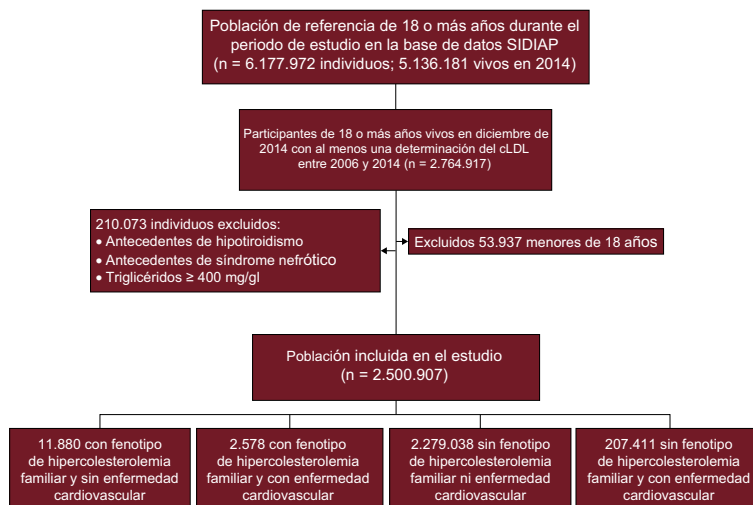 Población de referencia de 18 o más años durante el
periodo de estudio en la base de datos SIDIAP
(n = 6.177.972 individuos; 5.136.181 vivos en 2014)
Participantes de 18 o más años vivos en diciembre de
2014 con al menos una determinación del cLDL
entre 2006 y 2014 (n = 2.764.917)
210.073 individuos excluidos:
• Antecedentes de hipotiroidismo
• Antecedentes de síndrome nefrótico
• Triglicéridos ≥ 400 mg/gl
Excluidos 53.937 menores de 18 años
Población incluida en el estudio
(n = 2.500.907)
11.880 con fenotipo
de hipercolesterolemia
familiar y sin enfermedad
cardiovascular
2.578 con fenotipo
de hipercolesterolemia
familiar y con enfermedad
cardiovascular
2.279.038 sin fenotipo
de hipercolesterolemia
familiar ni enfermedad
cardiovascular
207.411 sin fenotipo
de hipercolesterolemia
familiar y con enfermedad
cardiovascular